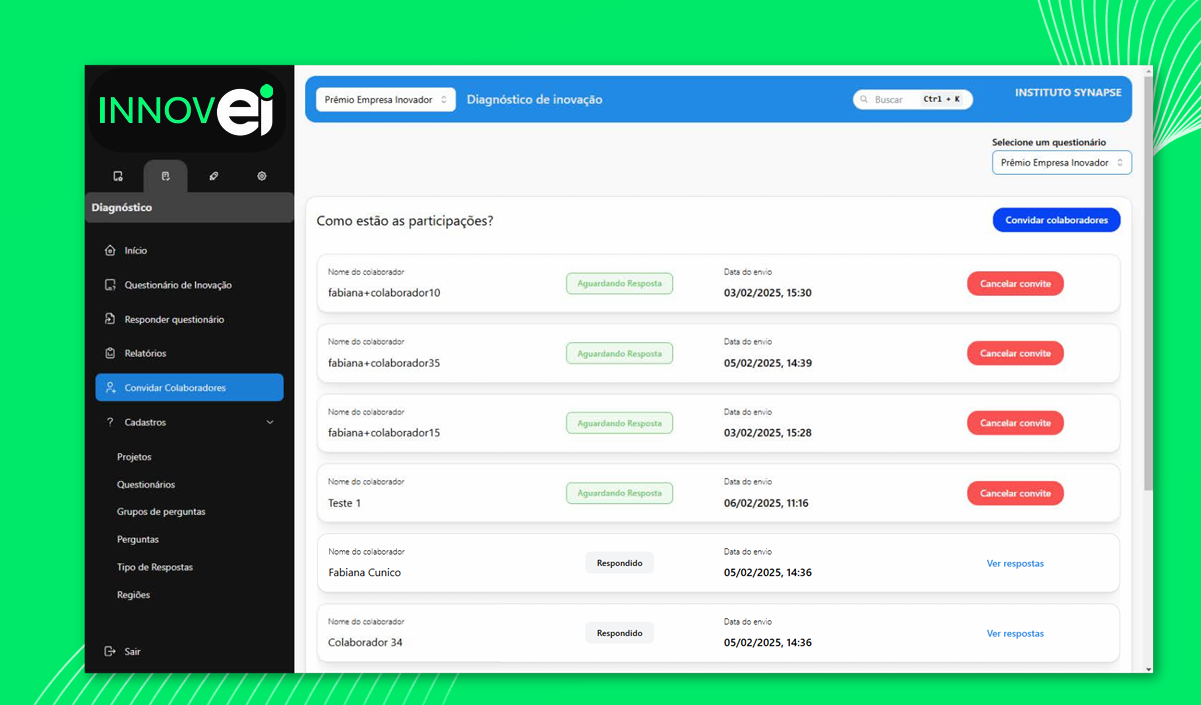 INNOVej
Prêmio Empresa Inovador
Diagnóstico de inovação
Buscar
Ctrl + K
INSTITUTO SYNAPSE
Selecione um questionário
Prêmio Empresa Inovador
Diagnóstico
Início
Questionário de Inovação
Responder questionário
Relatórios
Convidar Colaboradores
Cadastros
Projetos
Questionários
Grupos de perguntas
Perguntas
Tipo de Respostas
Regiões
Sair
Como estão as participações?
Convidar colaboradores
Nome do colaborador
fabiana+colaborador10
Aguardando Resposta
Data do envio
03/02/2025, 15:30
Cancelar convite
Nome do colaborador
fabiana+colaborador35
Aguardando Resposta
Data do envio
05/02/2025, 14:39
Cancelar convite
Nome do colaborador
fabiana+colaborador15
Aguardando Resposta
Data do envio
03/02/2025, 15:28
Cancelar convite
Nome do colaborador
Teste 1
Aguardando Resposta
Data do envio
06/02/2025, 11:16
Cancelar convite
Nome do colaborador
Fabiana Cunico
Respondido
Data do envio
05/02/2025, 14:36
Ver respostas
Nome do colaborador
Colaborador 34
Respondido
Data do envio
05/02/2025, 14:36
Ver respostas